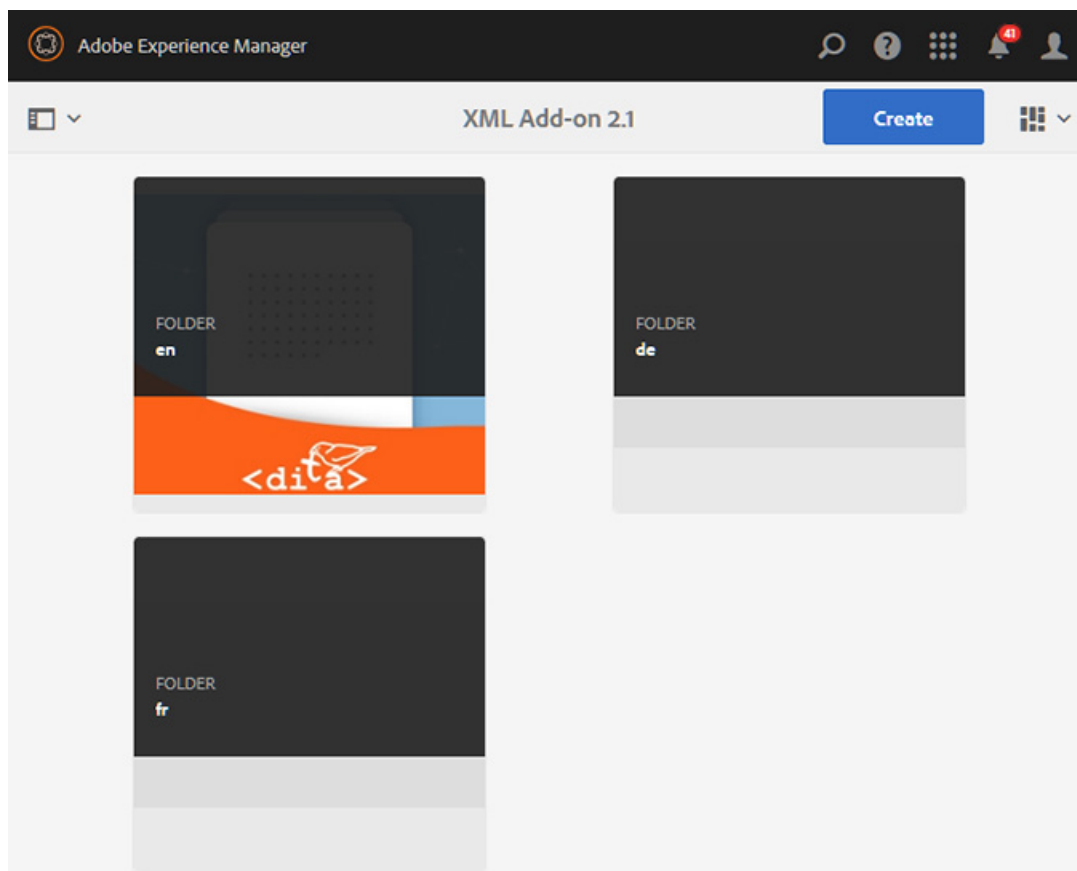 Adobe Experience Manager
41
XML Add-on 2.1
Create
FOLDER
en
<dita>
FOLDER
de
FOLDER
fr